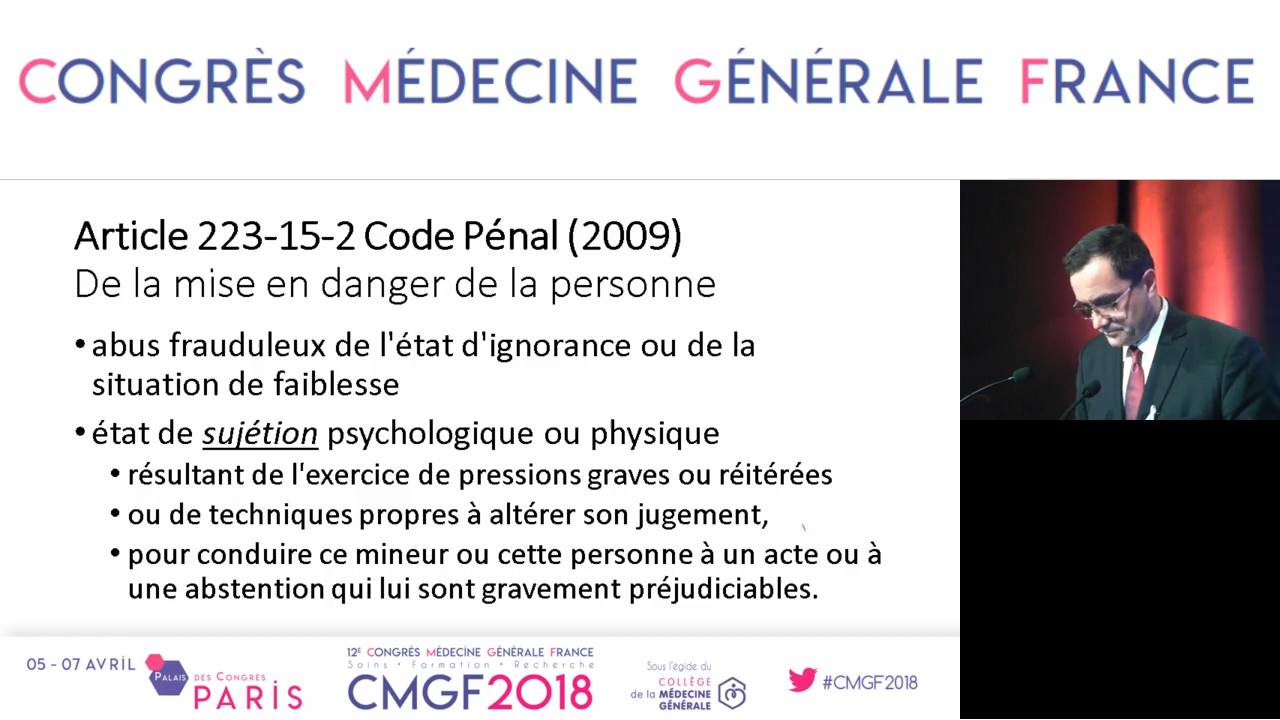 CONGRÈS MÉDECINE GÉNÉRALE FRANCE
Article 223-15-2 Code Pénal (2009)
De la mise en danger de la personne
• abus frauduleux de l'état d'ignorance ou de la
situation de faiblesse
• état de sujétion psychologique ou physique
• résultant de l'exercice de pressions graves ou réitérées
• ou de techniques propres à altérer son jugement,
• pour conduire ce mineur ou cette personne à un acte ou à
une abstention qui lui sont gravement préjudiciables.
05 - 07 AVRIL
PALAIS DES CONGRÈS
PARIS
12E CONGRÈS MÉDECINE GÉNÉRALE FRANCE
Soins • Formation • Recherche
CMGF2018
Sous l'égide du
COLLÈGE
de la MÉDECINE
GÉNÉRALE
#CMGF2018